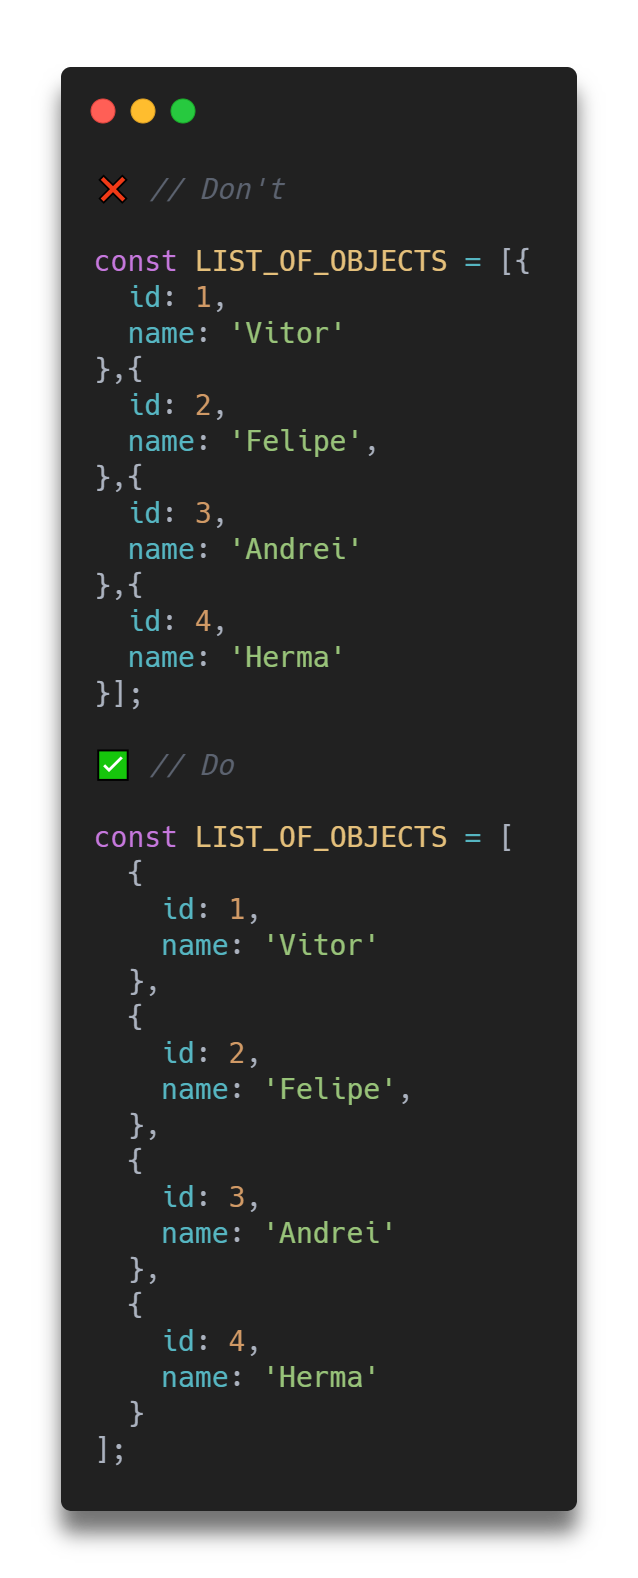 ❌ // Don't
const LIST_OF_OBJECTS = [{
  id: 1,
  name: 'Vitor'
},{
  id: 2,
  name: 'Felipe',
},{
  id: 3,
  name: 'Andrei'
},{
  id: 4,
  name: 'Herma'
}];
✅ // Do
const LIST_OF_OBJECTS = [
  {
    id: 1,
    name: 'Vitor'
  },
  {
    id: 2,
    name: 'Felipe',
  },
  {
    id: 3,
    name: 'Andrei'
  },
  {
    id: 4,
    name: 'Herma'
  }
];